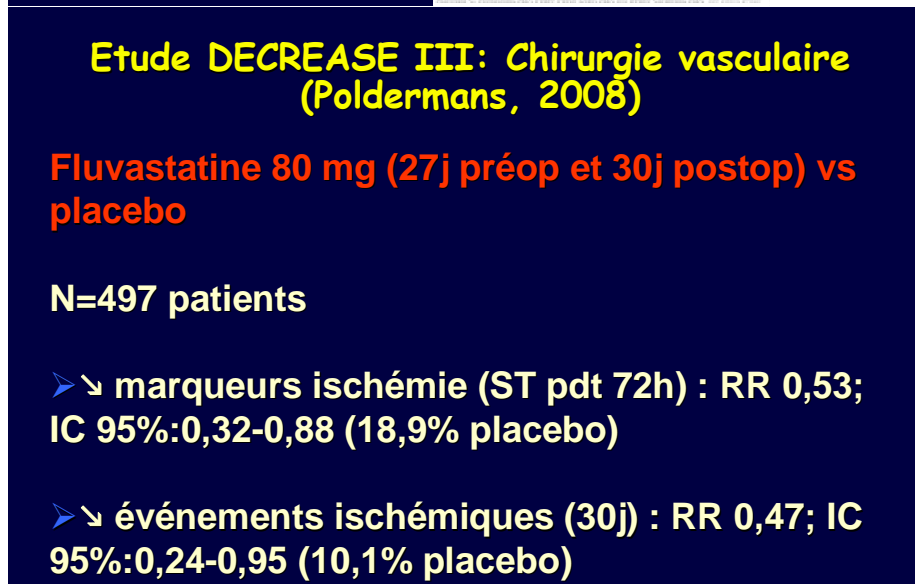 Etude DECREASE III: Chirurgie vasculaire
(Poldermans, 2008)
Fluvastatine 80 mg (27j préop et 30j postop) vs
placebo
N=497 patients
➢↘ marqueurs ischémie (ST pdt 72h) : RR 0,53;
IC 95%:0,32-0,88 (18,9% placebo)
➢↘ événements ischémiques (30j) : RR 0,47; IC
95%:0,24-0,95 (10,1% placebo)